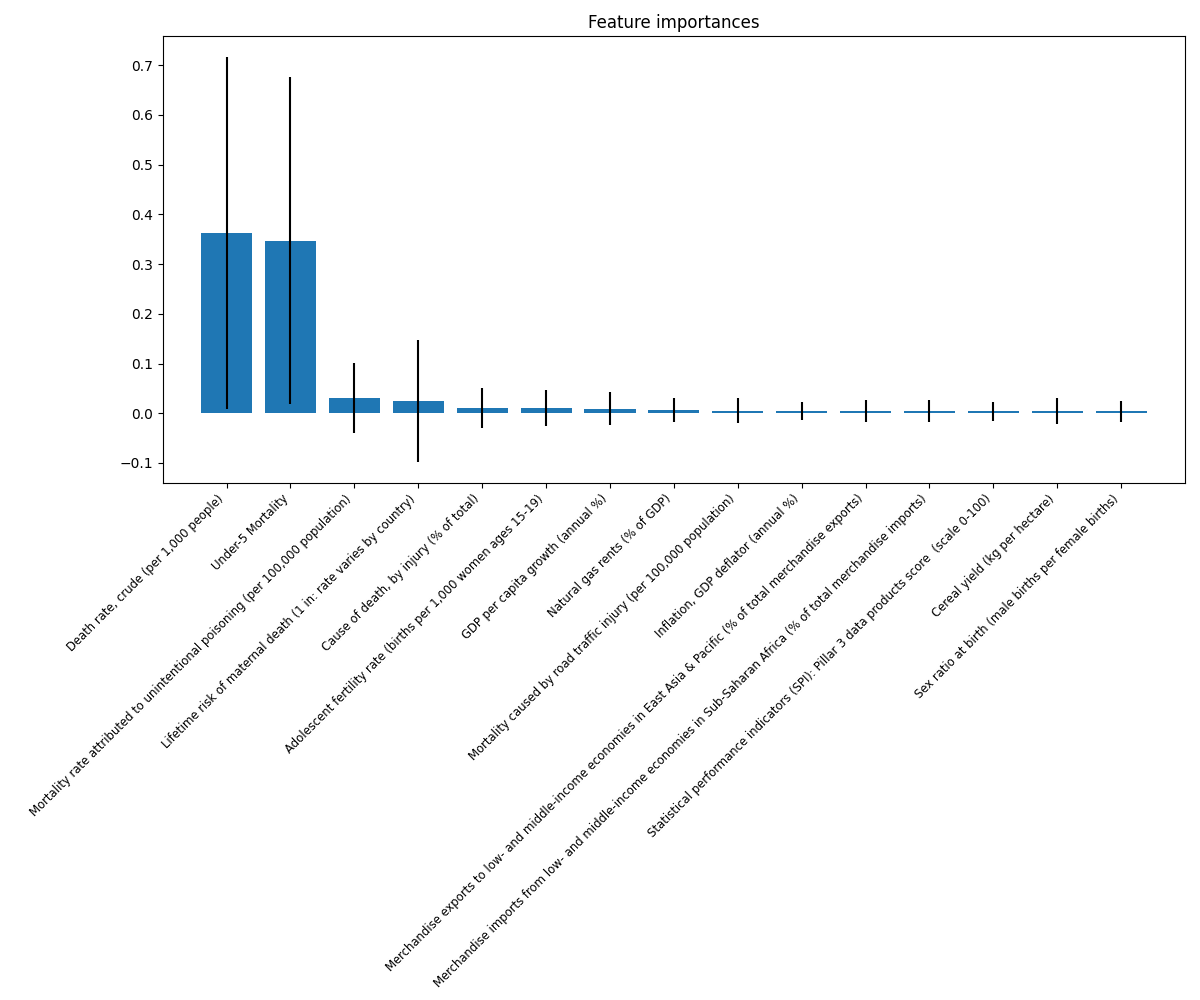 Feature importances
0.7
0.6
0.5
0.4
0.3
0.2
0.1
0.0
−0.1
Death rate, crude (per 1,000 people)
Under-5 Mortality
Mortality rate attributed to unintentional poisoning (per 100,000 population)
Lifetime risk of maternal death (1 in: rate varies by country)
Cause of death, by injury (% of total)
Adolescent fertility rate (births per 1,000 women ages 15-19)
GDP per capita growth (annual %)
Natural gas rents (% of GDP)
Mortality caused by road traffic injury (per 100,000 population)
Inflation, GDP deflator (annual %)
Merchandise exports to low- and middle-income economies in East Asia & Pacific (% of total merchandise exports)
Merchandise imports from low- and middle-income economies in Sub-Saharan Africa (% of total merchandise imports)
Statistical performance indicators (SPI): Pillar 3 data products score  (scale 0-100)
Cereal yield (kg per hectare)
Sex ratio at birth (male births per female births)